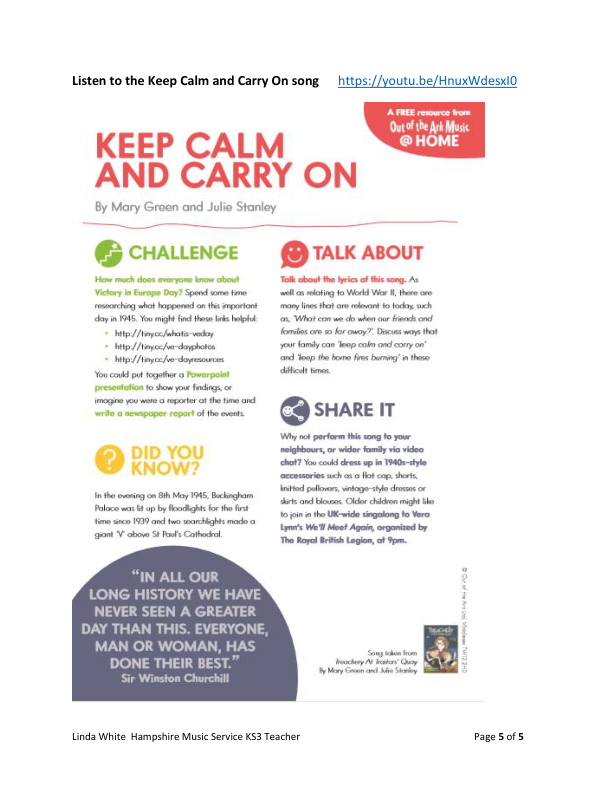 Listen to the Keep Calm and Carry On song https://youtu.be/HnuxWdesxI0
A FREE resource from
Out of the Ark Music
@ HOME
KEEP CALM
AND CARRY ON
By Mary Green and Julie Stanley
CHALLENGE
How much does everyone know about
Victory in Europe Day? Spend some time
researching what happened on this important
day in 1945. You might find these links helpful:
• http://tiny.cc/whatis-veday
• http://tiny.cc/ve-dayphotos
• http://tiny.cc/ve-dayresources
You could put together a Powerpoint
presentation to show your findings, or
imagine you were a reporter at the time and
write a newspaper report of the events.
DID YOU
KNOW?
In the evening on 8th May 1945, Buckingham
Palace was lit up by floodlights for the first
time since 1939 and two searchlights made a
giant 'V' above St Paul's Cathedral.
TALK ABOUT
Talk about the lyrics of this song. As
well as relating to World War II, there are
many lines that are relevant to today, such
as, 'What can we do when our friends and
families are so far away?'. Discuss ways that
your family can 'keep calm and carry on'
and 'keep the home fires burning' in these
difficult times.
SHARE IT
Why not perform this song to your
neighbours, or wider family via video
chat? You could dress up in 1940s-style
accessories such as a flat cap, shorts,
knitted pullovers, vintage-style dresses or
skirts and blouses. Older children might like
to join in the UK-wide singalong to Vera
Lynn's We'll Meet Again, organized by
The Royal British Legion, at 9pm.
"IN ALL OUR
LONG HISTORY WE HAVE
NEVER SEEN A GREATER
DAY THAN THIS. EVERYONE,
MAN OR WOMAN, HAS
DONE THEIR BEST."
Sir Winston Churchill
Song taken from
Treachery At Traitors' Quay
By Mary Green and Julie Stanley
© Out of the Ark Ltd, Middlesex TW12 2HD
Linda White Hampshire Music Service KS3 Teacher
Page 5 of 5